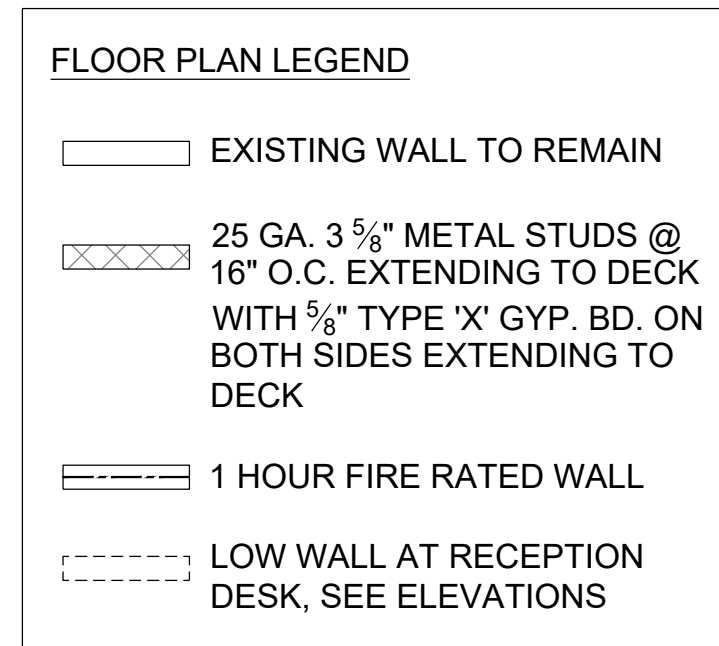 FLOOR PLAN LEGEND
EXISTING WALL TO REMAIN
25 GA. 3 ⅝" METAL STUDS @
16" O.C. EXTENDING TO DECK
WITH ⅝" TYPE 'X' GYP. BD. ON
BOTH SIDES EXTENDING TO
DECK
1 HOUR FIRE RATED WALL
LOW WALL AT RECEPTION
DESK, SEE ELEVATIONS